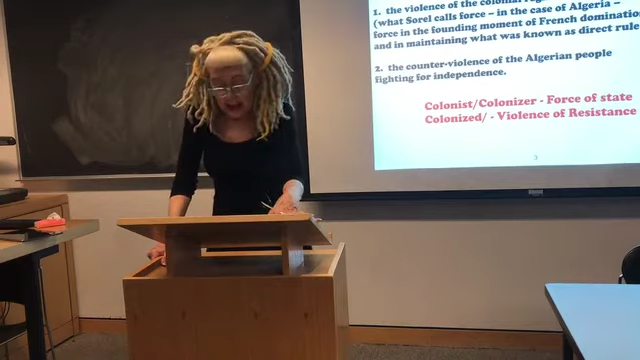 1. the violence of the colonial
(what Sorel calls force – in the case of Algeria –
force in the founding moment of French domination
and in maintaining what was known as direct rule
2. the counter-violence of the Algerian people
fighting for independence.
Colonist/Colonizer - Force of state
Colonized/ - Violence of Resistance
3